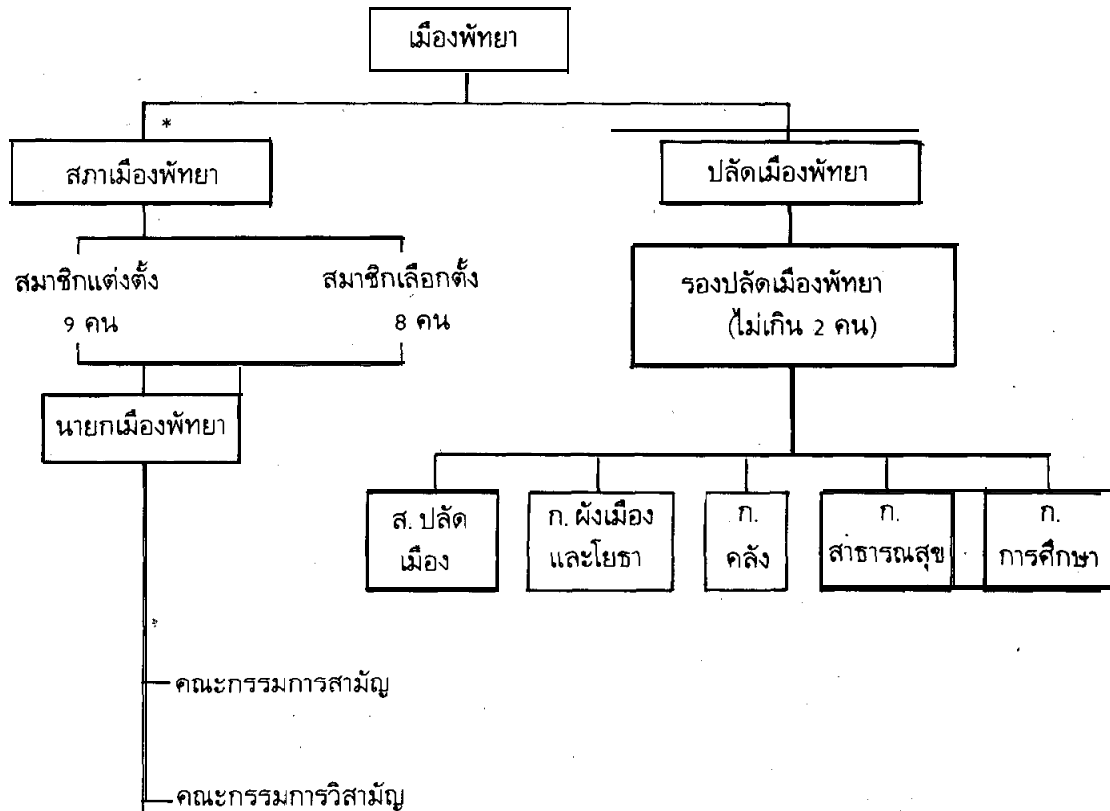 เมืองพัทยา
*
สภาเมืองพัทยา
ปลัดเมืองพัทยา
สมาชิกแต่งตั้ง
9 คน
สมาชิกเลือกตั้ง
8 คน
รองปลัดเมืองพัทยา
(ไม่เกิน 2 คน)
นายกเมืองพัทยา
ส. ปลัด
เมือง
ก. ผังเมือง
และโยธา
ก.
คลัง
ก.
สาธารณสุข
ก.
การศึกษา
คณะกรรมการสามัญ
คณะกรรมการวิสามัญ